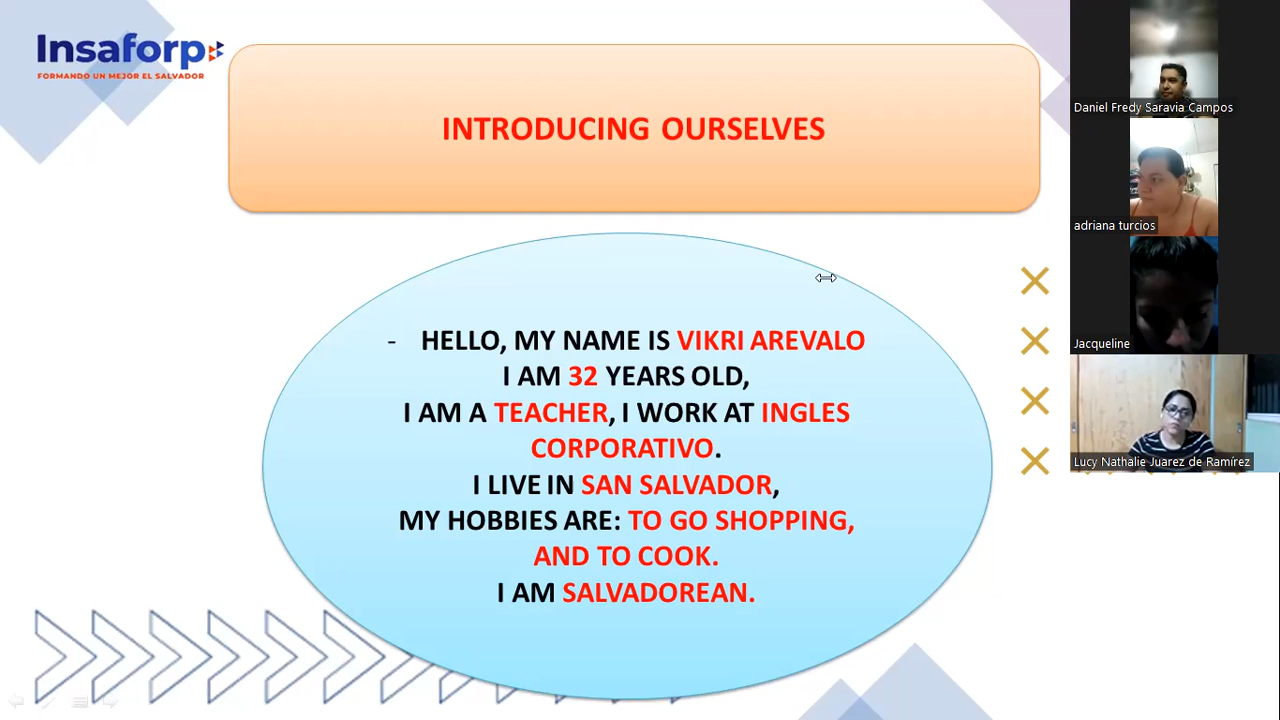 Insaforp
FORMANDO UN MEJOR EL SALVADOR
INTRODUCING OURSELVES
- HELLO, MY NAME IS VIKRI AREVALO
I AM 32 YEARS OLD,
I AM A TEACHER, I WORK AT INGLES
CORPORATIVO.
I LIVE IN SAN SALVADOR,
MY HOBBIES ARE: TO GO SHOPPING,
AND TO COOK.
I AM SALVADOREAN.
Daniel Fredy Saravia Campos
adriana turcios
Jacqueline
Lucy Nathalie Juarez de Ramírez